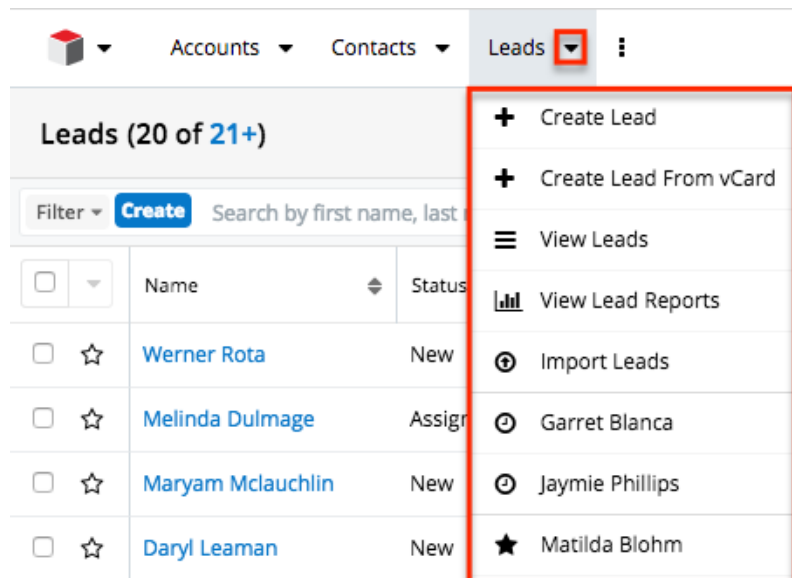 Accounts Contacts Leads
Leads (20 of 21+)
Filter Create Search by first name, last
Name Status
Werner Rota New
Melinda Dulmage Assign
Maryam Mclauchlin New
Daryl Leaman New
Create Lead
Create Lead From vCard
View Leads
View Lead Reports
Import Leads
Garret Blanca
Jaymie Phillips
Matilda Blohm